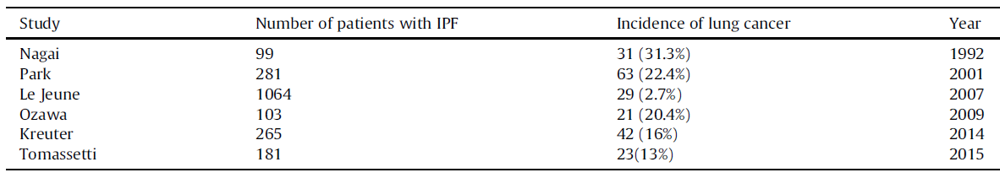 Study Number of patients with IPF Incidence of lung cancer Year
Nagai 99 31 (31.3%) 1992
Park 281 63 (22.4%) 2001
Le Jeune 1064 29 (2.7%) 2007
Ozawa 103 21 (20.4%) 2009
Kreuter 265 42 (16%) 2014
Tomassetti 181 23(13%) 2015